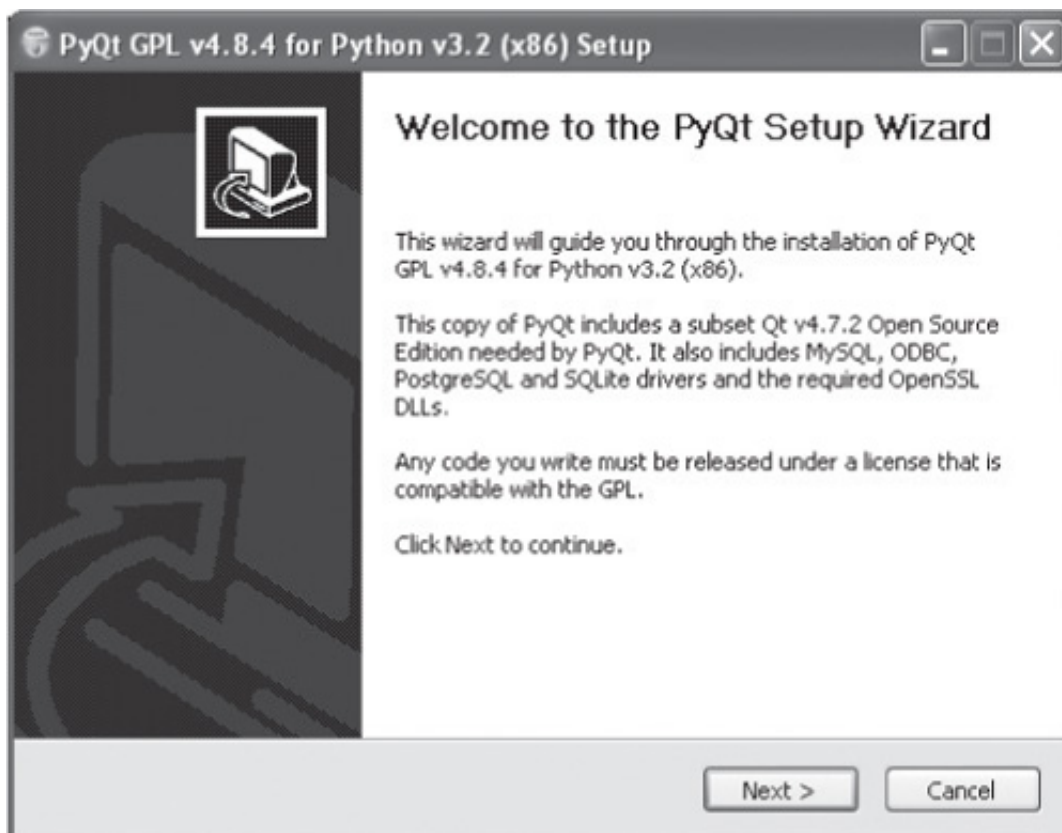 PyQt GPL v4.8.4 for Python v3.2 (x86) Setup
Welcome to the PyQt Setup Wizard
This wizard will guide you through the installation of PyQt
GPL v4.8.4 for Python v3.2 (x86).
This copy of PyQt includes a subset Qt v4.7.2 Open Source
Edition needed by PyQt. It also includes MySQL, ODBC,
PostgreSQL and SQLite drivers and the required OpenSSL
DLLs.
Any code you write must be released under a license that is
compatible with the GPL.
Click Next to continue.
Next >
Cancel